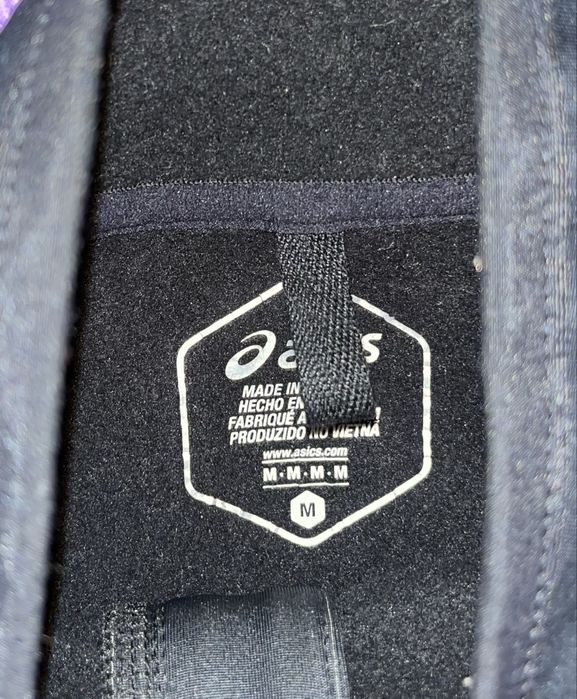 MADE IN
HECHO EN
FABRIQUÉ A
PRODUZIDO NO VIETNÃ
www.asics.com
M·M·M·M
M